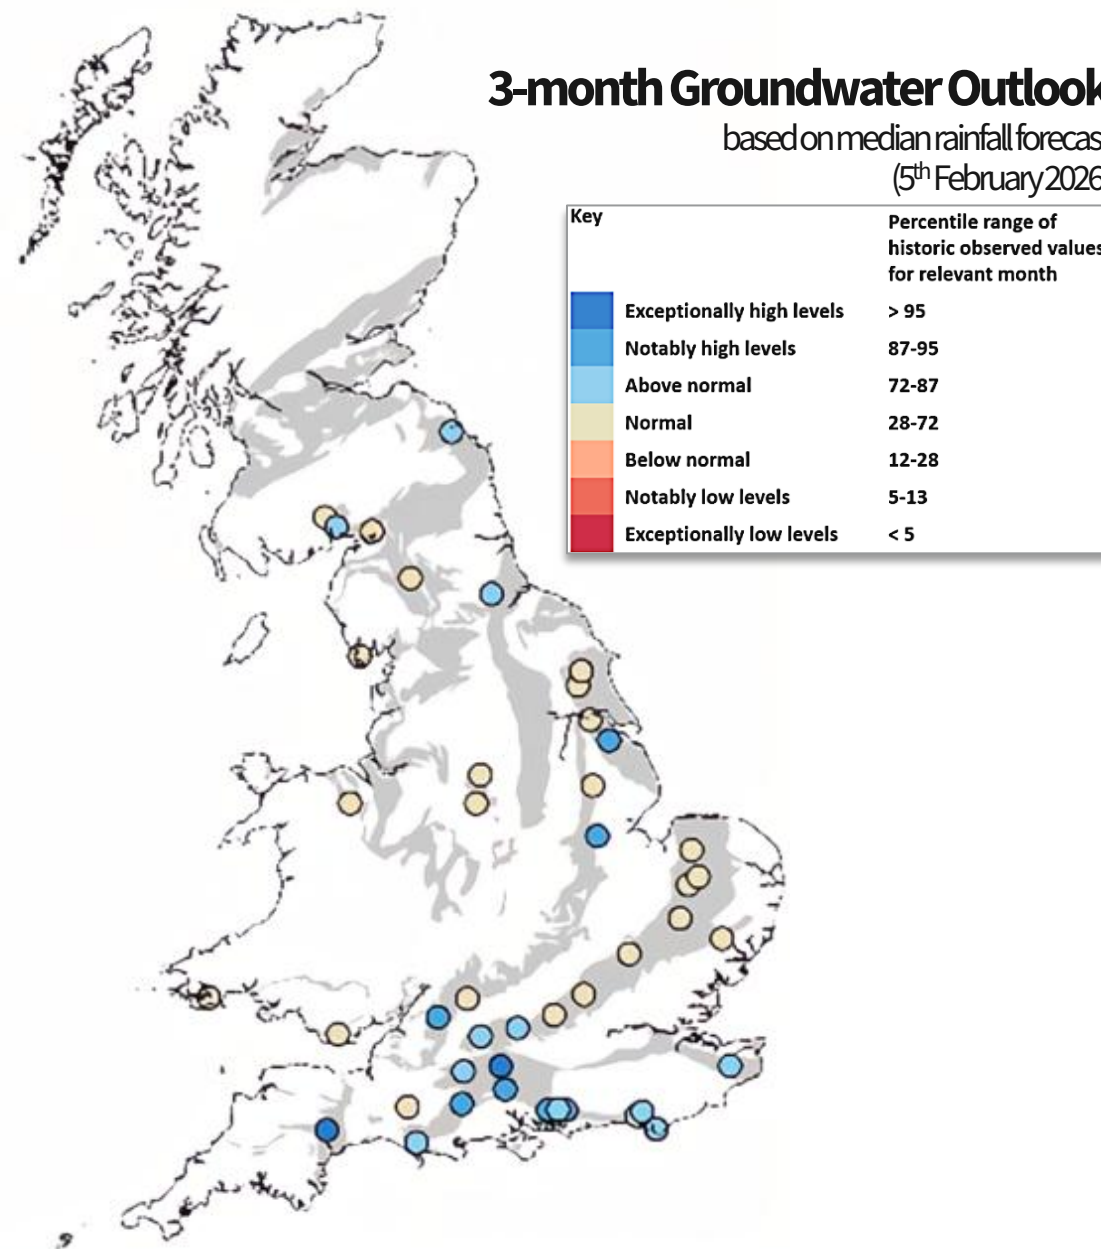 3-month Groundwater Outlook
based on median rainfall forecas
(5th February 2026
Key
Percentile range of
historic observed values
for relevant month
Exceptionally high levels > 95
Notably high levels 87-95
Above normal 72-87
Normal 28-72
Below normal 12-28
Notably low levels 5-13
Exceptionally low levels < 5